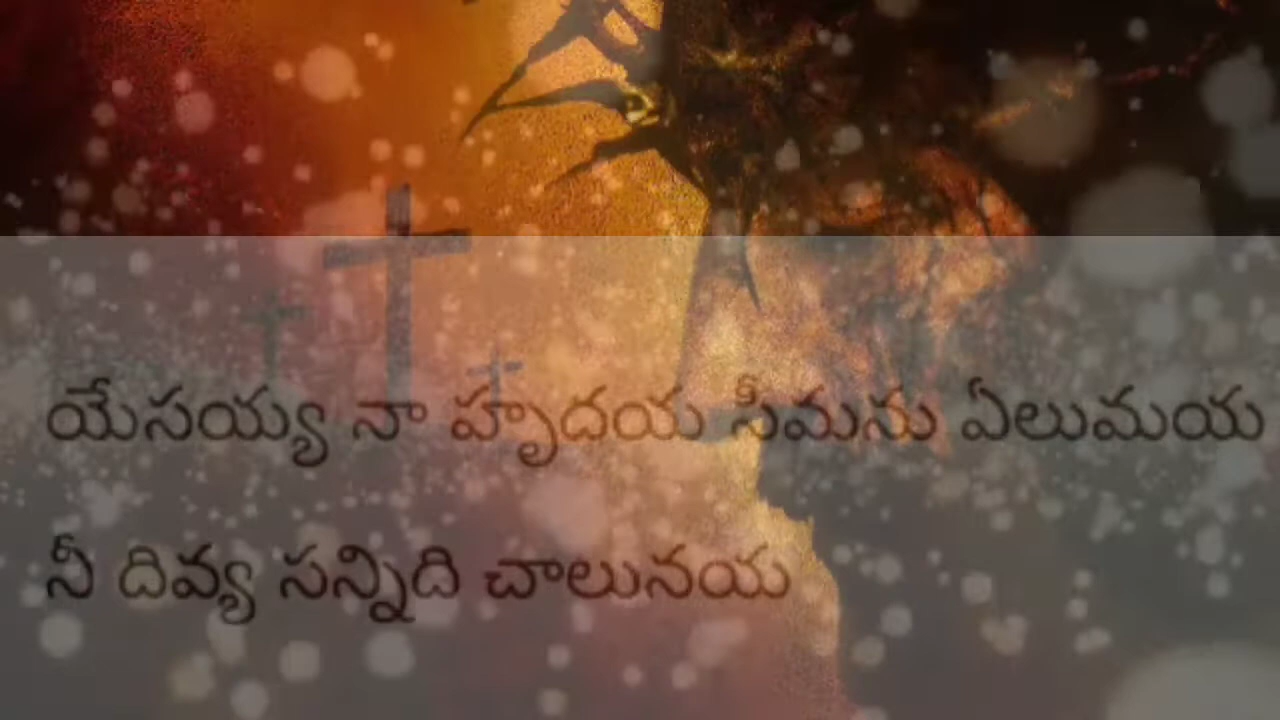 యేసయ్య నా హృదయ సీమను ఏలుమయ
నీ దివ్య సన్నిది చాలునయ